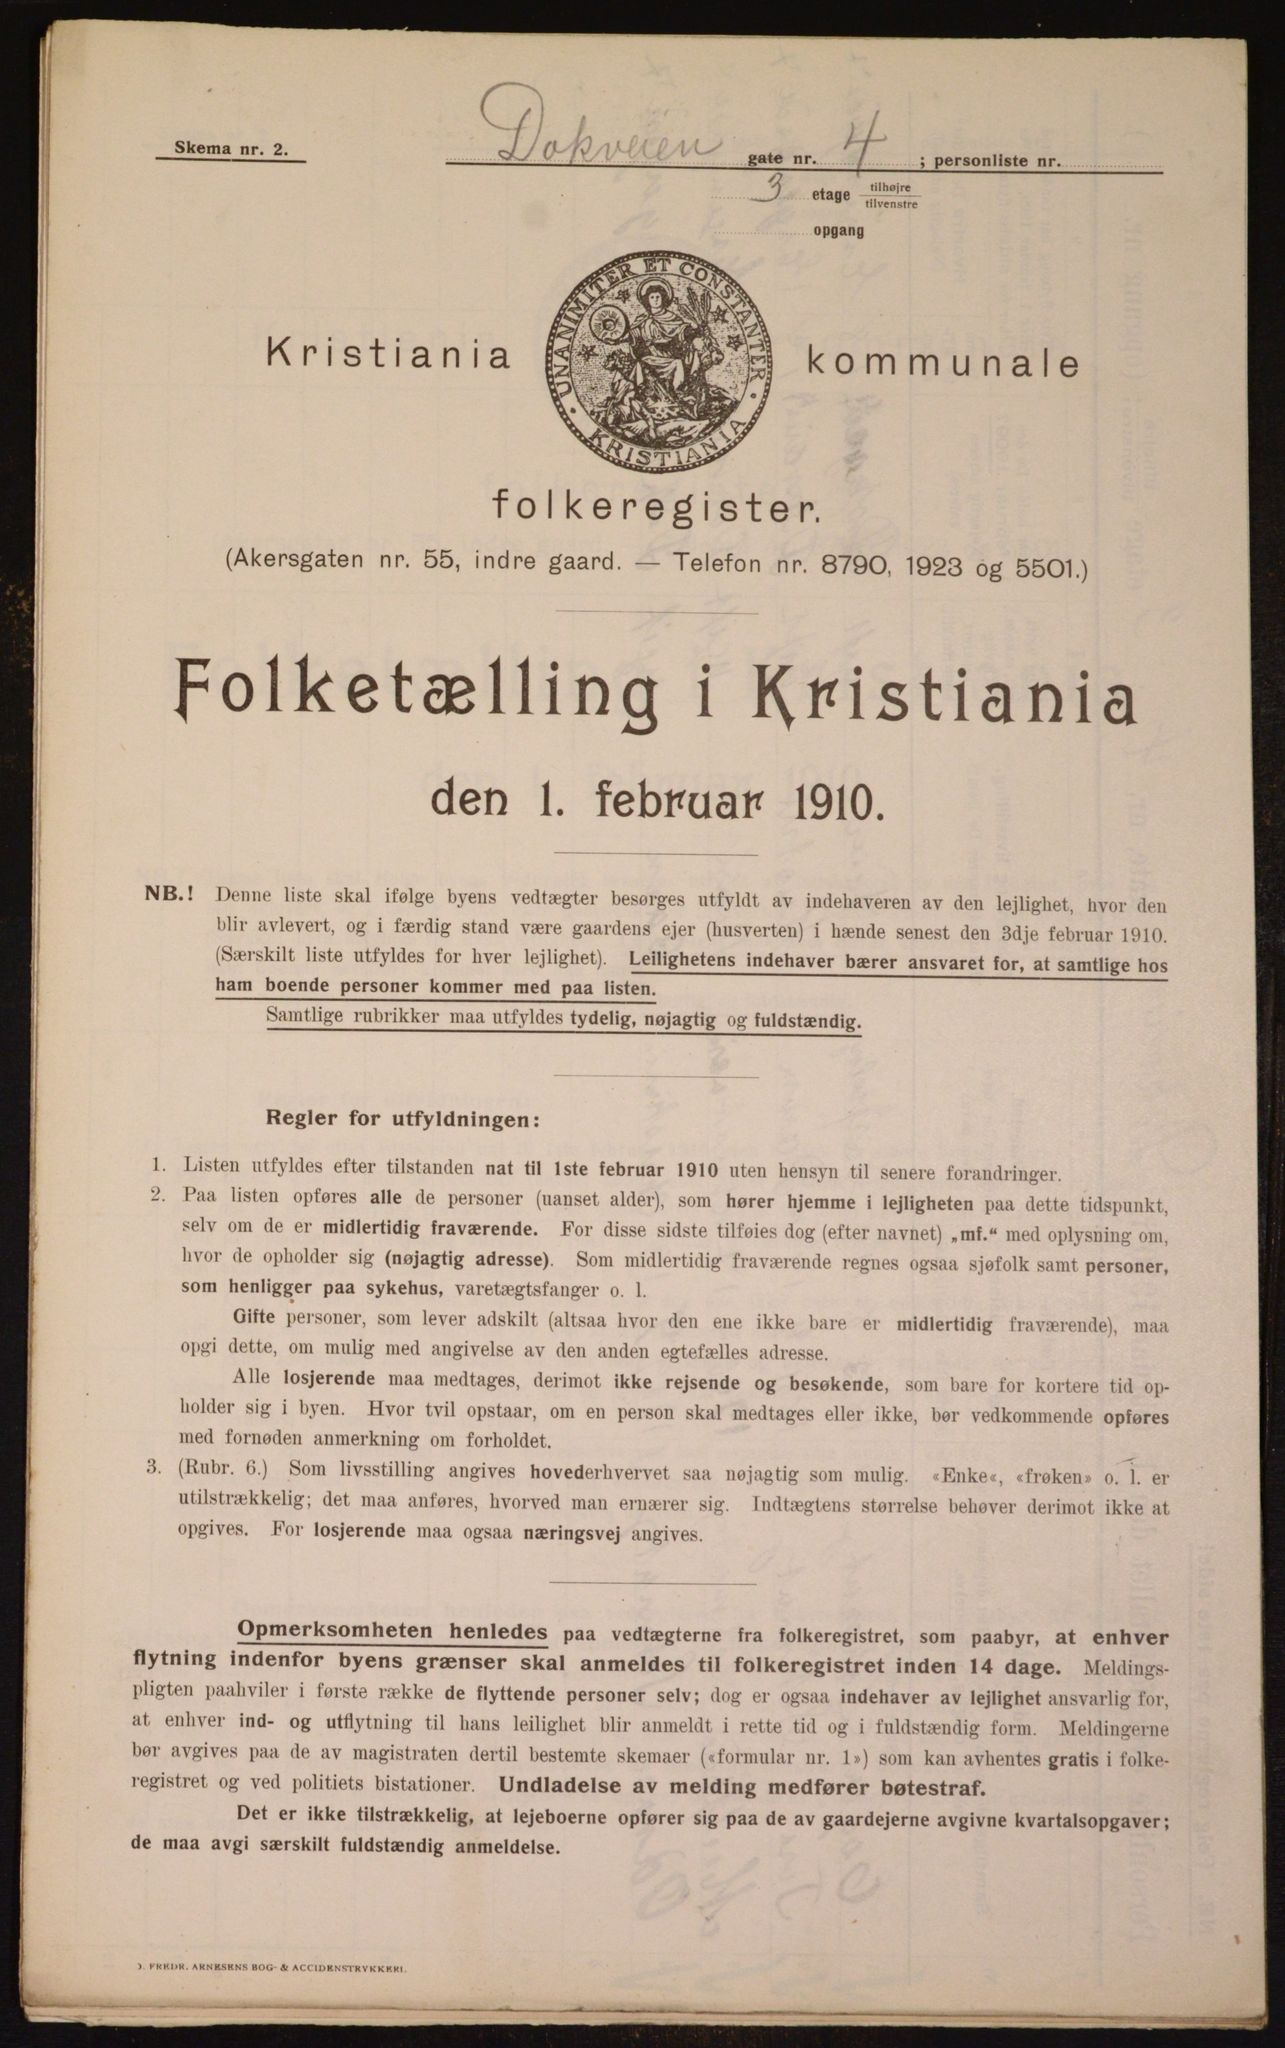 Skema nr. 2.
Dokveien gate nr. 4 ; personliste nr.
3 etage tilhøjre
tilvenstre
opgang
UNANIMITER ET CONSTANTER
KRISTIANIA
Kristiania kommunale
folkeregister.
(Akersgaten nr. 55, indre gaard. — Telefon nr. 8790, 1923 og 5501.)
Folketælling i Kristiania
den 1. februar 1910.
NB.! Denne liste skal ifølge byens vedtægter besørges utfyldt av indehaveren av den lejlighet, hvor den
blir avlevert, og i færdig stand være gaardens ejer (husverten) i hænde senest den 3dje februar 1910.
(Særskilt liste utfyldes for hver lejlighet). Leilighetens indehaver bærer ansvaret for, at samtlige hos
ham boende personer kommer med paa listen.
Samtlige rubrikker maa utfyldes tydelig, nøjagtig og fuldstændig.
Regler for utfyldningen:
1. Listen utfyldes efter tilstanden nat til 1ste februar 1910 uten hensyn til senere forandringer.
2. Paa listen opføres alle de personer (uanset alder), som hører hjemme i lejligheten paa dette tidspunkt,
selv om de er midlertidig fraværende. For disse sidste tilføies dog (efter navnet) „mf.“ med oplysning om,
hvor de opholder sig (nøjagtig adresse). Som midlertidig fraværende regnes ogsaa sjøfolk samt personer,
som henligger paa sykehus, varetægtsfanger o. l.
Gifte personer, som lever adskilt (altsaa hvor den ene ikke bare er midlertidig fraværende), maa
opgi dette, om mulig med angivelse av den anden egtefælles adresse.
Alle losjerende maa medtages, derimot ikke rejsende og besøkende, som bare for kortere tid op-
holder sig i byen. Hvor tvil opstaar, om en person skal medtages eller ikke, bør vedkommende opføres
med fornøden anmerkning om forholdet.
3. (Rubr. 6.) Som livsstilling angives hovederhvervet saa nøjagtig som mulig. «Enke«, «frøken» o. l. er
utilstrækkelig; det maa anføres, hvorved man ernærer sig. Indtægtens størrelse behøver derimot ikke at
opgives. For losjerende maa ogsaa næringsvej angives.
Opmerksomheten henledes paa vedtægterne fra folkeregistret, som paabyr, at enhver
flytning indenfor byens grænser skal anmeldes til folkeregistret inden 14 dage. Meldings-
pligten paahviler i første række de flyttende personer selv; dog er ogsaa indehaver av lejlighet ansvarlig for,
at enhver ind- og utflytning til hans leilighet blir anmeldt i rette tid og i fuldstændig form. Meldingerne
bør avgives paa de av magistraten dertil bestemte skemaer («formular nr. 1») som kan avhentes gratis i folke-
registret og ved politiets bistationer. Undladelse av melding medfører bøtestraf.
Det er ikke tilstrækkelig, at lejeboerne opfører sig paa de av gaardejerne avgivne kvartalsopgaver;
de maa avgi særskilt fuldstændig anmeldelse.
FREDR. ARNESENS BOG- & ACCIDENSTRYKKERI.